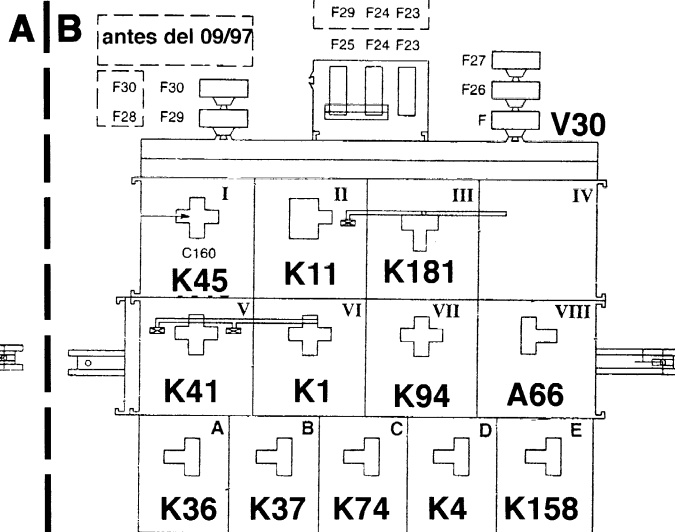 A B
antes del 09/97
F29 F24 F23
F25 F24 F23
F30 F30
F28 F29
F27
F26
F
V30
I II III IV
C160
K45 K11 K181
V VI VII VIII
K41 K1 K94 A66
A B C D E
K36 K37 K74 K4 K158